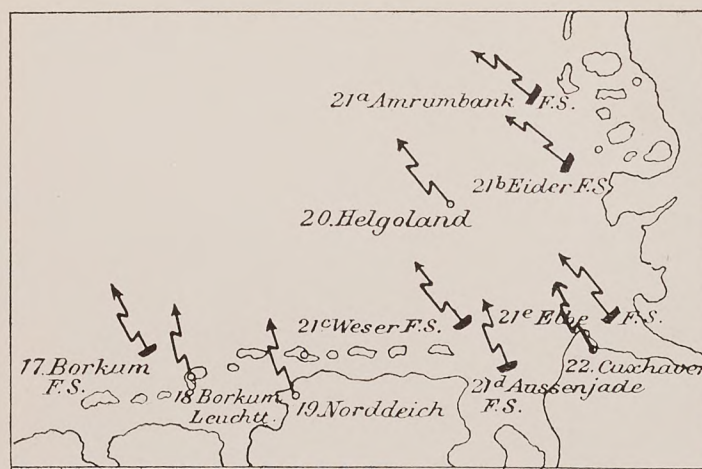 21ᵃ Amrumbank F.S.
21ᵇ Eider F.S.
20. Helgoland
21ᶜ Weser F.S.
21ᵉ Elbe F.S.
17. Borkum
F.S.
18 Borkum
Leuchtt.
19. Norddeich
21ᵈ Aussenjade
F.S.
22. Cuxhaven